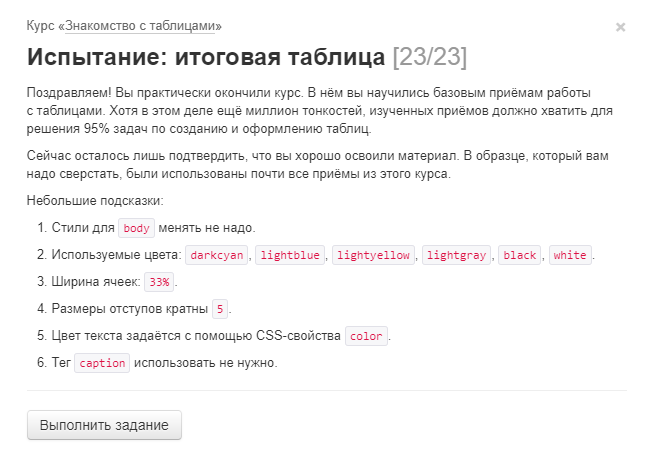 Курс «Знакомство с таблицами»
×
Испытание: итоговая таблица [23/23]
Поздравляем! Вы практически окончили курс. В нём вы научились базовым приёмам работы
с таблицами. Хотя в этом деле ещё миллион тонкостей, изученных приёмов должно хватить для
решения 95% задач по созданию и оформлению таблиц.
Сейчас осталось лишь подтвердить, что вы хорошо освоили материал. В образце, который вам
надо сверстать, были использованы почти все приёмы из этого курса.
Небольшие подсказки:
1. Стили для body менять не надо.
2. Используемые цвета: darkcyan, lightblue, lightyellow, lightgray, black, white.
3. Ширина ячеек: 33%.
4. Размеры отступов кратны 5.
5. Цвет текста задаётся с помощью CSS-свойства color.
6. Тег caption использовать не нужно.
Выполнить задание